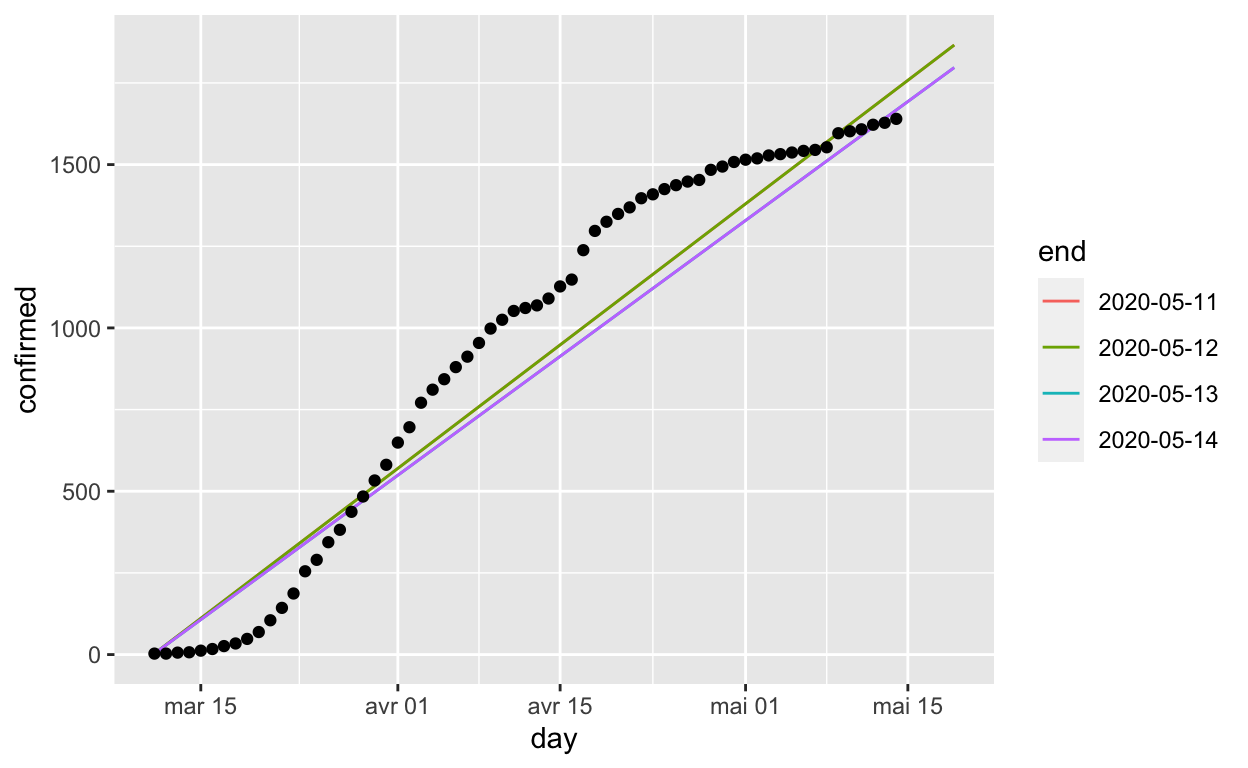 1500
1000
500
0
confirmed
mar 15
avr 01
avr 15
mai 01
mai 15
day
end
2020-05-11
2020-05-12
2020-05-13
2020-05-14